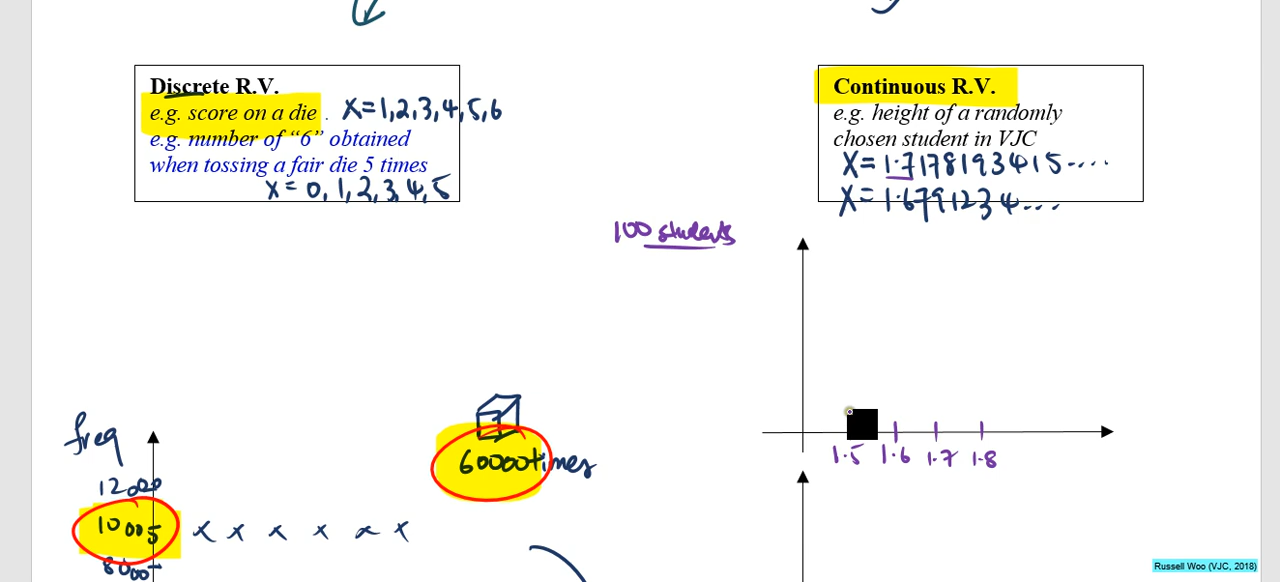 Discrete R.V.
e.g. score on a die . X=1,2,3,4,5,6
e.g. number of “6” obtained
when tossing a fair die 5 times
X= 0,1,2,3,4,5
Continuous R.V.
e.g. height of a randomly
chosen student in VJC
X=1.7178193415....
X=1.6791234...
100 students
freq
60000times
1.5 1.6 1.7 1.8
12000
10005
8000
Russell Woo (VJC, 2018)